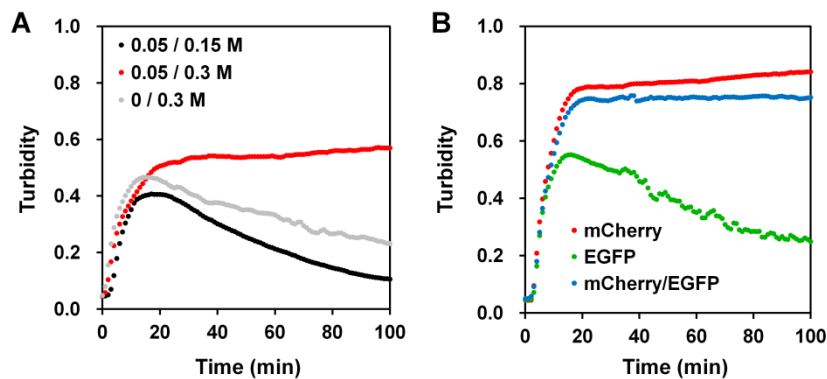 A
1.0
0.8
0.6
0.4
0.2
0.0
Turbidity
0.05 / 0.15 M
0.05 / 0.3 M
0 / 0.3 M
0 20 40 60 80 100
Time (min)
B
1.0
0.8
0.6
0.4
0.2
0.0
Turbidity
mCherry
EGFP
mCherry/EGFP
0 20 40 60 80 100
Time (min)